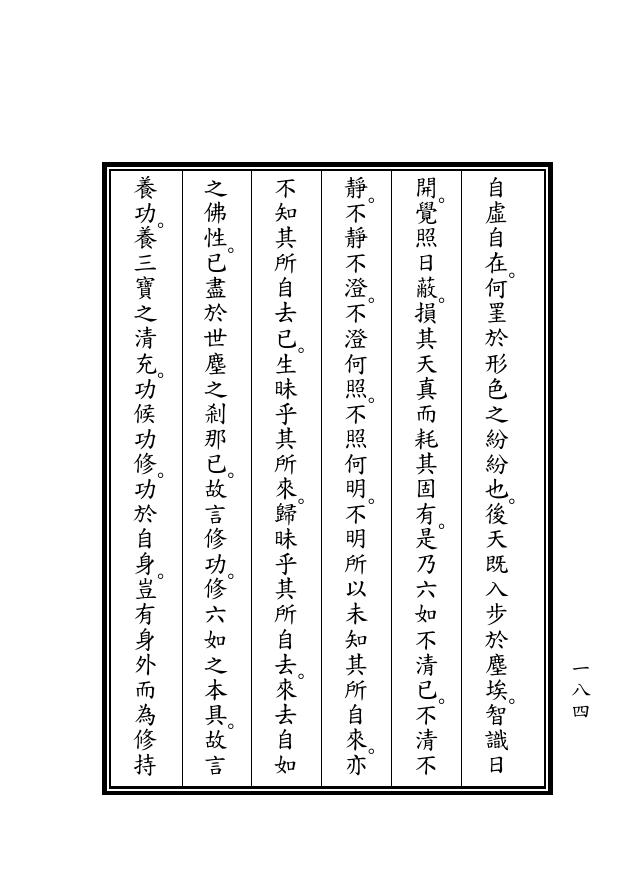 自虛自在。何罣於形色之紛紛也。後天既入步於塵埃。智識日
開。覺照日蔽。損其天真而耗其固有。是乃六如不清已。不清不
靜。不靜不澄。不澄何照。不照何明。不明所以未知其所自來。亦
不知其所自去已。生昧乎其所來。歸昧乎其所自去。來去自如
之佛性。已盡於世塵之剎那已。故言修功。修六如之本具。故言
養功。養三寶之清充。功候功修。功於自身。豈有身外而為修持
一八四